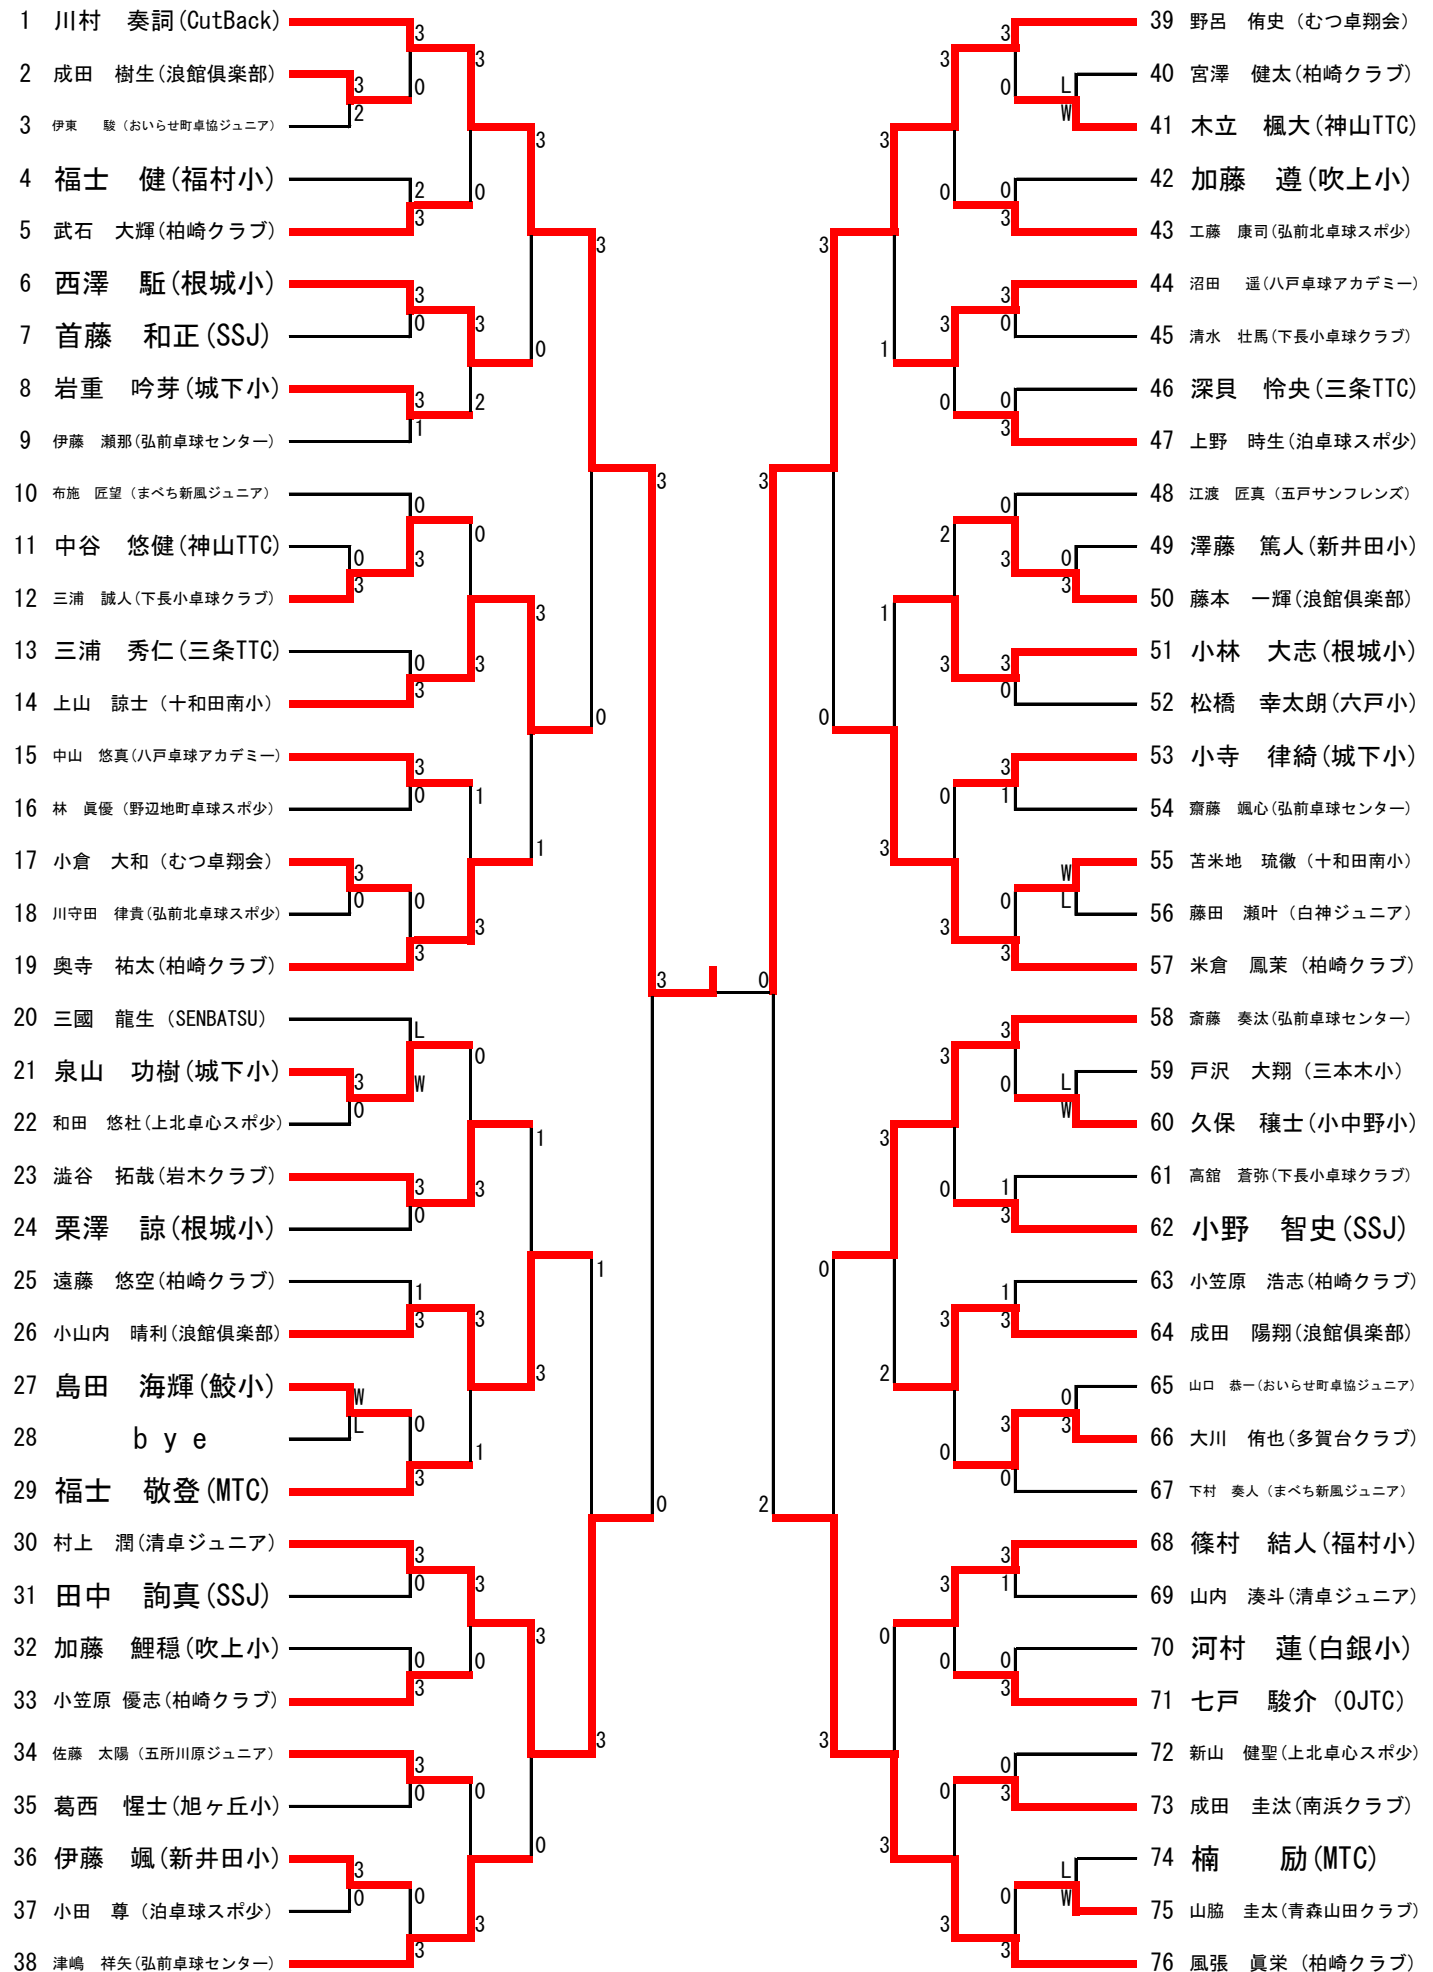 1 川村　奏詞(CutBack)
2 成田　樹生(浪館倶楽部)
3 伊東　駿(おいらせ町卓協ジュニア)
4 福士　健(福村小)
5 武石　大輝(柏崎クラブ)
6 西澤　駈(根城小)
7 首藤　和正(SSJ)
8 岩重　吟芽(城下小)
9 伊藤　瀬那(弘前卓球センター)
10 布施　匠望(まべち新風ジュニア)
11 中谷　悠健(神山TTC)
12 三浦　誠人(下長小卓球クラブ)
13 三浦　秀仁(三条TTC)
14 上山　諒士(十和田南小)
15 中山　悠真(八戸卓球アカデミー)
16 林　眞優(野辺地町卓球スポ少)
17 小倉　大和(むつ卓翔会)
18 川守田　律貴(弘前北卓球スポ少)
19 奥寺　祐太(柏崎クラブ)
20 三國　龍生(SENBATSU)
21 泉山　功樹(城下小)
22 和田　悠杜(上北卓心スポ少)
23 澁谷　拓哉(岩木クラブ)
24 栗澤　諒(根城小)
25 遠藤　悠空(柏崎クラブ)
26 小山内　晴利(浪館倶楽部)
27 島田　海輝(鮫小)
28 ｂｙｅ
29 福士　敬登(MTC)
30 村上　潤(清卓ジュニア)
31 田中　詢真(SSJ)
32 加藤　鯉穏(吹上小)
33 小笠原 優志(柏崎クラブ)
34 佐藤　太陽(五所川原ジュニア)
35 葛西　惺士(旭ヶ丘小)
36 伊藤　颯(新井田小)
37 小田　尊(泊卓球スポ少)
38 津嶋　祥矢(弘前卓球センター)
39 野呂　侑史(むつ卓翔会)
40 宮澤　健太(柏崎クラブ)
41 木立　楓大(神山TTC)
42 加藤　遵(吹上小)
43 工藤　康司(弘前北卓球スポ少)
44 沼田　遥(八戸卓球アカデミー)
45 清水　壮馬(下長小卓球クラブ)
46 深貝　怜央(三条TTC)
47 上野　時生(泊卓球スポ少)
48 江渡　匠真(五戸サンフレンズ)
49 澤藤　篤人(新井田小)
50 藤本　一輝(浪館倶楽部)
51 小林　大志(根城小)
52 松橋　幸太朗(六戸小)
53 小寺　律綺(城下小)
54 齋藤　颯心(弘前卓球センター)
55 苫米地　琉徽(十和田南小)
56 藤田　瀬叶(白神ジュニア)
57 米倉　鳳茉(柏崎クラブ)
58 斎藤　奏汰(弘前卓球センター)
59 戸沢　大翔(三本木小)
60 久保　穣士(小中野小)
61 高舘　蒼弥(下長小卓球クラブ)
62 小野　智史(SSJ)
63 小笠原　浩志(柏崎クラブ)
64 成田　陽翔(浪館倶楽部)
65 山口　恭一(おいらせ町卓協ジュニア)
66 大川　侑也(多賀台クラブ)
67 下村　奏人(まべち新風ジュニア)
68 篠村　結人(福村小)
69 山内　湊斗(清卓ジュニア)
70 河村　蓮(白銀小)
71 七戸　駿介(OJTC)
72 新山　健聖(上北卓心スポ少)
73 成田　圭汰(南浜クラブ)
74 楠　励(MTC)
75 山脇　圭太(青森山田クラブ)
76 風張　眞栄(柏崎クラブ)